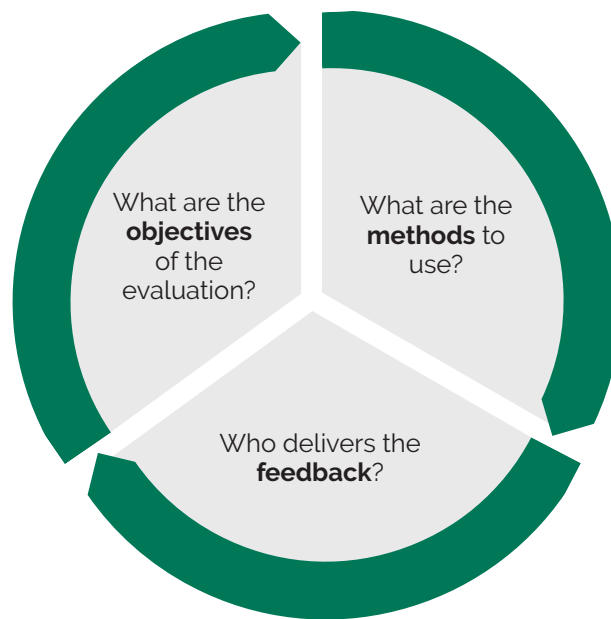 What are the
objectives
of the
evaluation?
What are the
methods to
use?
Who delivers the
feedback?